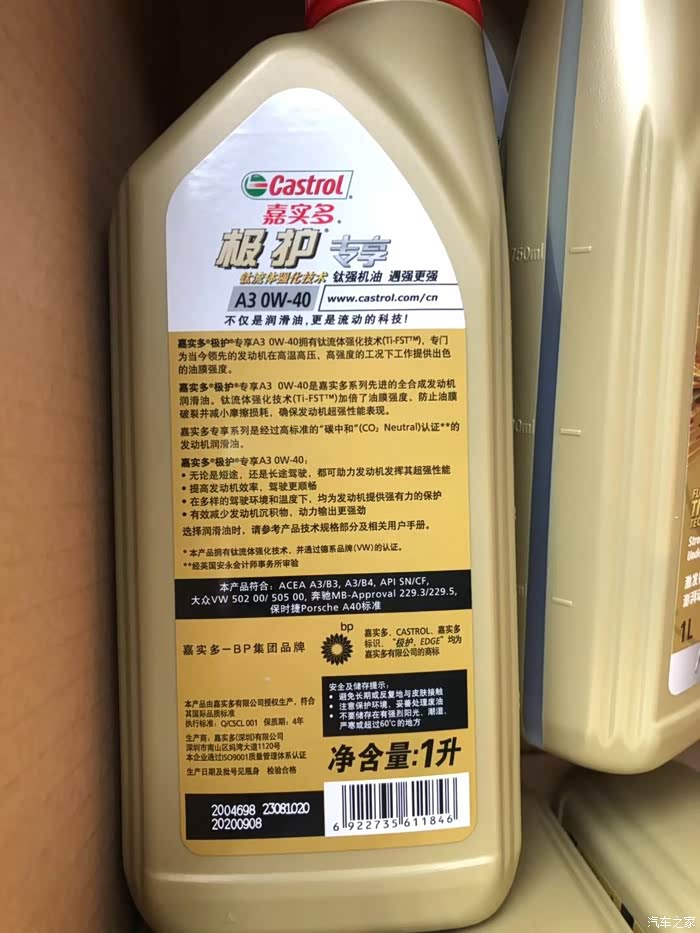 Castrol
嘉实多
极护 专享
钛流体强化技术 钛强机油 遇强更强
A3 0W-40 www.castrol.com/cn
不仅是润滑油,更是流动的科技!
嘉实多®极护®专享A3 0W-40拥有钛流体强化技术(Ti-FST™),专门
为当今领先的发动机在高温高压、高强度的工况下工作提供出色
的油膜强度。
嘉实多®极护®专享A3 0W-40是嘉实多系列先进的全合成发动机
润滑油。钛流体强化技术(Ti-FST™)加倍了油膜强度,防止油膜
破裂并减小摩擦损耗,确保发动机超强性能表现。
嘉实多专享系列是经过高标准的"碳中和"(CO₂ Neutral)认证**的
发动机润滑油。
嘉实多®极护®专享A3 0W-40:
• 无论是短途,还是长途驾驶,都可助力发动机发挥其超强性能
• 提高发动机效率,驾驶更顺畅
• 在多样的驾驶环境和温度下,均为发动机提供强有力的保护
• 有效减少发动机沉积物,动力输出更强劲
选择润滑油时,请参考产品技术规格部分及相关用户手册。
* 本产品拥有钛流体强化技术,并通过德系品牌(VW)的认证。
**经英国安永会计师事务所审验
本产品符合: ACEA A3/B3, A3/B4, API SN/CF,
大众VW 502 00/ 505 00, 奔驰MB-Approval 229.3/229.5,
保时捷Porsche A40标准
嘉实多—BP集团品牌
bp
嘉实多、CASTROL、嘉实多
标识、"极护, EDGE"均为
嘉实多有限公司的商标
安全及储存提示:
• 避免长期或反复地与皮肤接触
• 注意保护环境、妥善处理废油
• 不要储存在有强烈阳光、潮湿、
严寒或超过60℃的地方
本产品由嘉实多有限公司授权生产,符合
其国际品质标准
执行标准: Q/CSCL 001 保质期: 4年
生产商: 嘉实多(深圳)有限公司
深圳市南山区妈湾大道1120号
本企业通过ISO9001质量管理体系认证
生产日期及批号见瓶身 检验合格
净含量:1升
2004698 23081020
20200908
6 922735 611846
750ml
1L
汽车之家